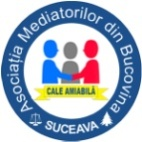 Asociația Mediatorilor din Bucovina
CALE AMIABILĂ
SUCEAVA